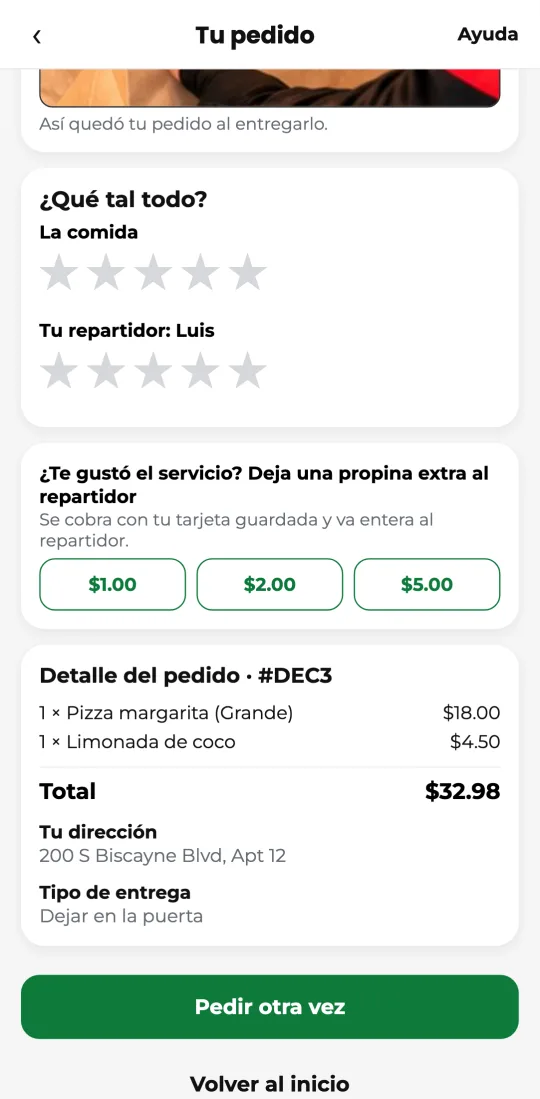 Tu pedido
Ayuda
Así quedó tu pedido al entregarlo.
¿Qué tal todo?
La comida
Tu repartidor: Luis
¿Te gustó el servicio? Deja una propina extra al
repartidor
Se cobra con tu tarjeta guardada y va entera al
repartidor.
$1.00
$2.00
$5.00
Detalle del pedido · #DEC3
1 × Pizza margarita (Grande) $18.00
1 × Limonada de coco $4.50
Total $32.98
Tu dirección
200 S Biscayne Blvd, Apt 12
Tipo de entrega
Dejar en la puerta
Pedir otra vez
Volver al inicio